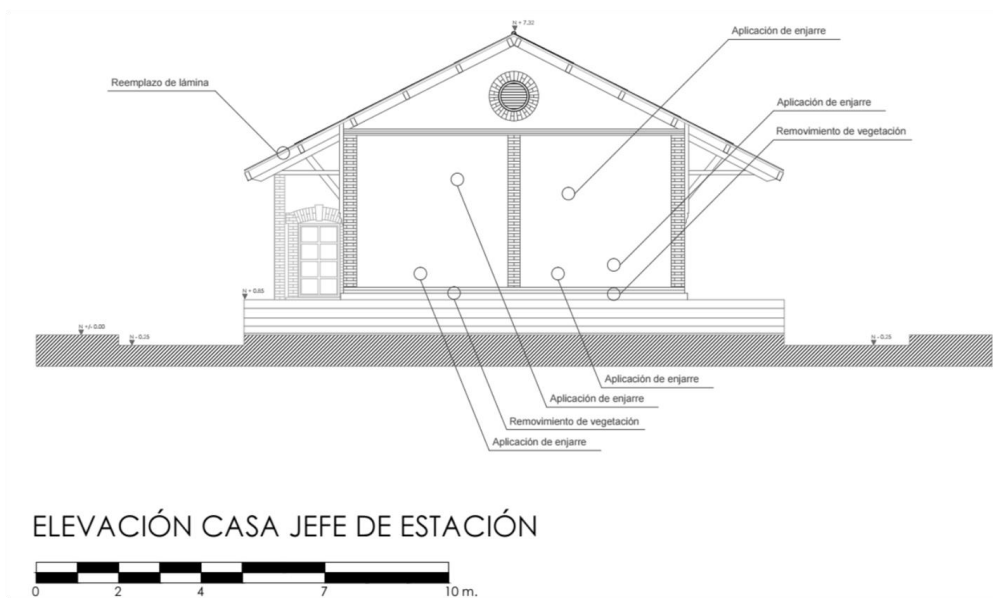 N + 7.32
Aplicación de enjarre
Reemplazo de lámina
Aplicación de enjarre
Removimiento de vegetación
N + 0.65
N +/- 0.00
N - 0.25
N - 0.25
Aplicación de enjarre
Aplicación de enjarre
Removimiento de vegetación
Aplicación de enjarre
ELEVACIÓN CASA JEFE DE ESTACIÓN
0 2 4 7 10 m.